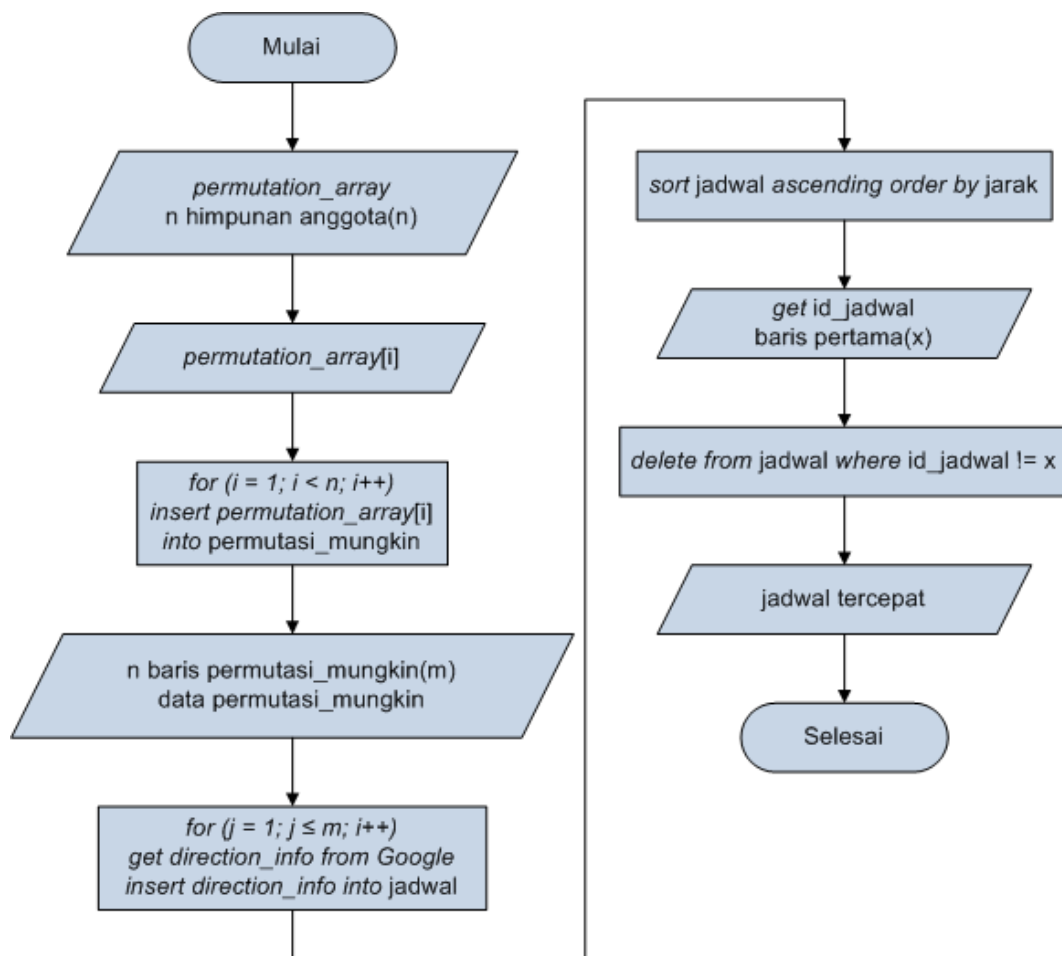 Mulai
permutation_array
n himpunan anggota(n)
permutation_array[i]
for (i = 1; i < n; i++)
insert permutation_array[i]
into permutasi_mungkin
n baris permutasi_mungkin(m)
data permutasi_mungkin
for (j = 1; j ≤ m; i++)
get direction_info from Google
insert direction_info into jadwal
sort jadwal ascending order by jarak
get id_jadwal
baris pertama(x)
delete from jadwal where id_jadwal != x
jadwal tercepat
Selesai